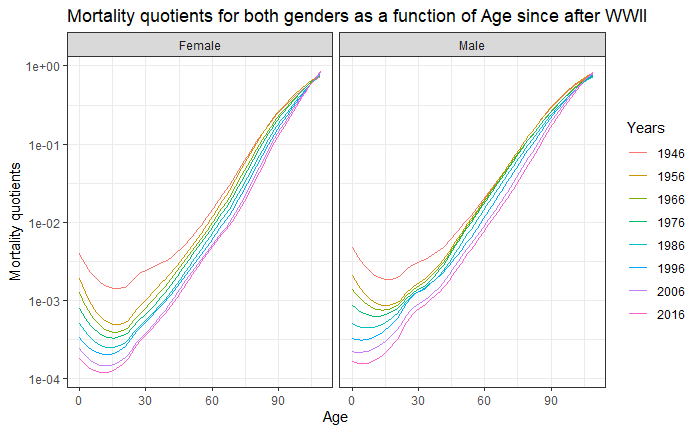 Mortality quotients for both genders as a function of Age since after WWII
Female
Male
1e+00
1e-01
1e-02
1e-03
1e-04
Mortality quotients
0 30 60 90
0 30 60 90
Age
Years
1946
1956
1966
1976
1986
1996
2006
2016